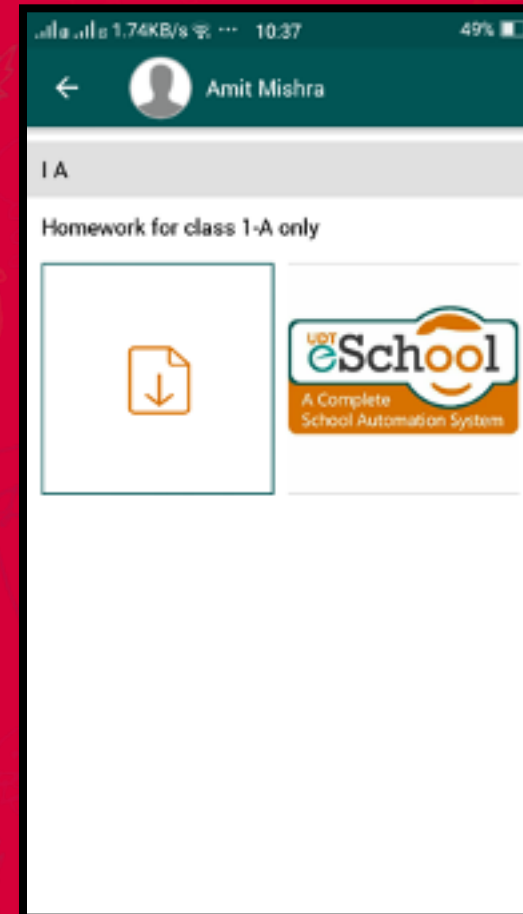 1.74KB/s ··· 10:37 49%
Amit Mishra
I A
Homework for class 1-A only
UDT
eSchool
A Complete
School Automation System